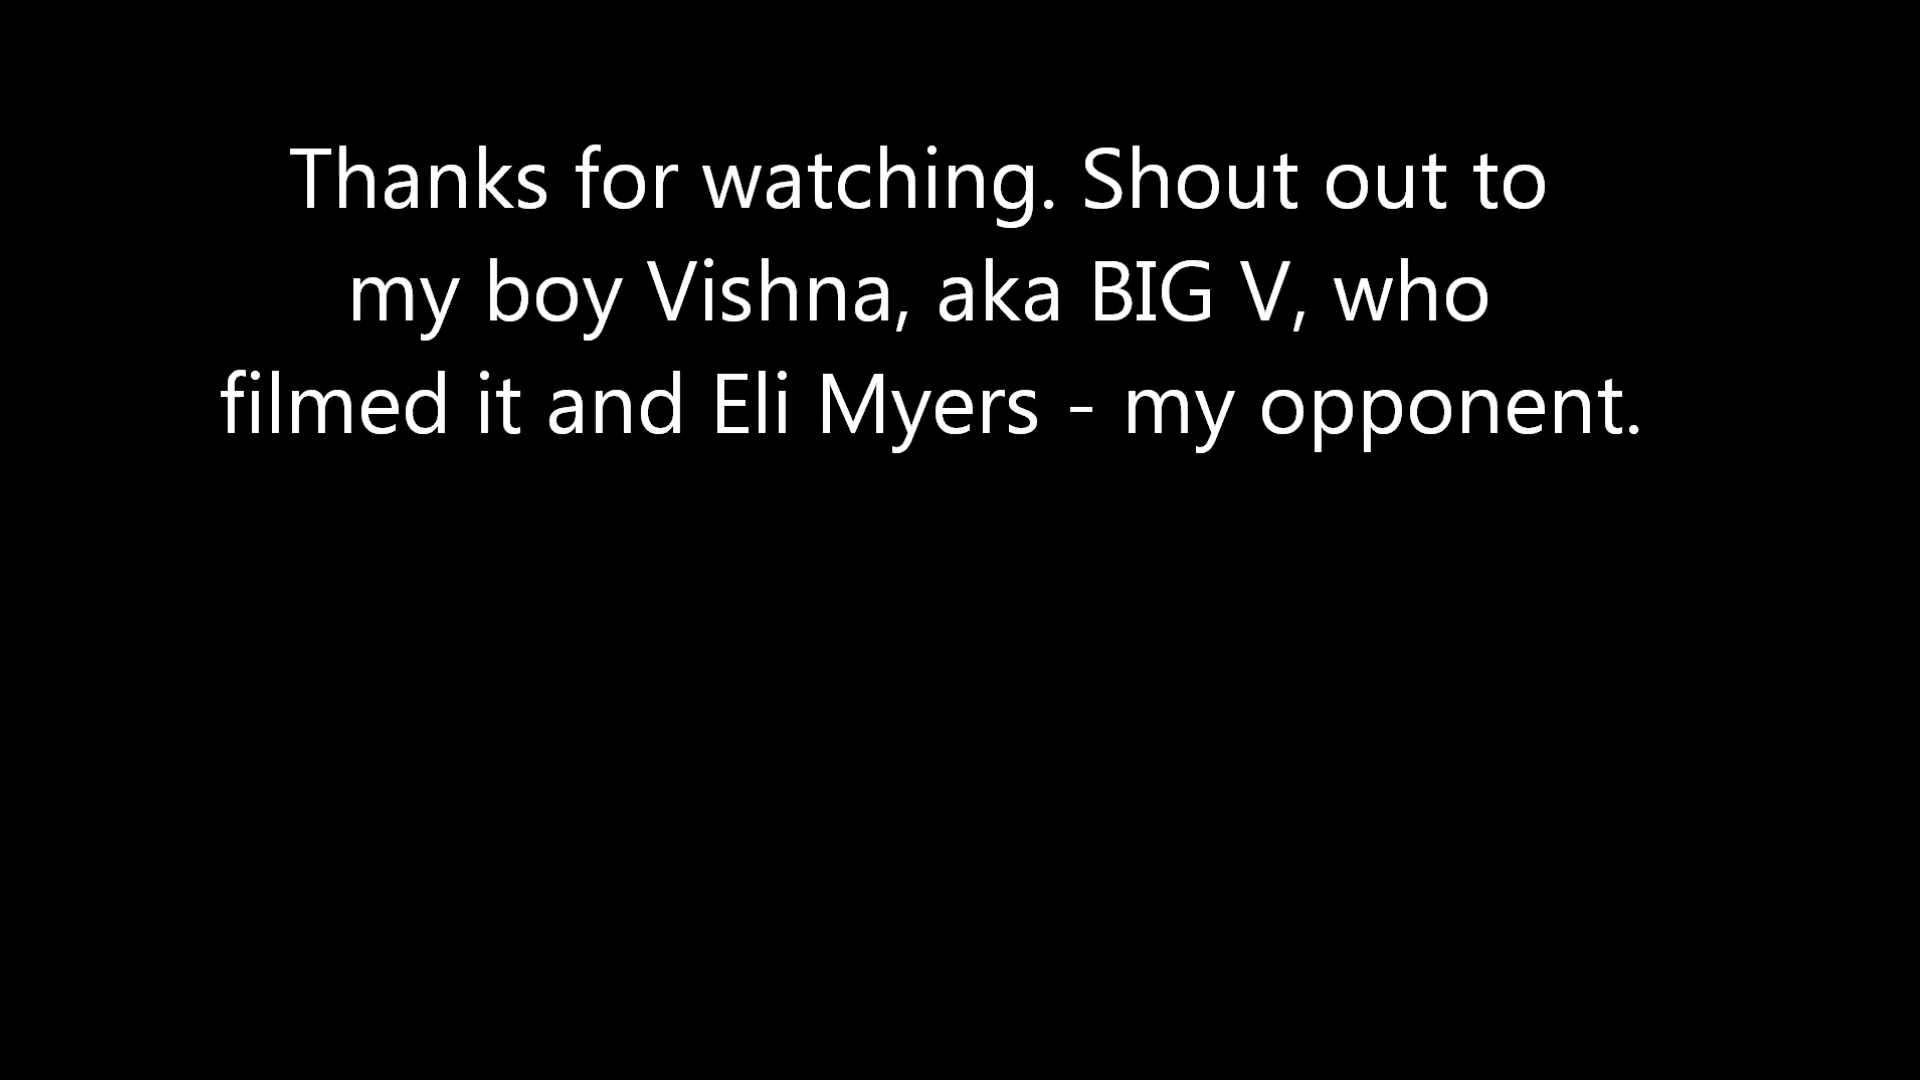 Thanks for watching. Shout out to
my boy Vishna, aka BIG V, who
filmed it and Eli Myers - my opponent.